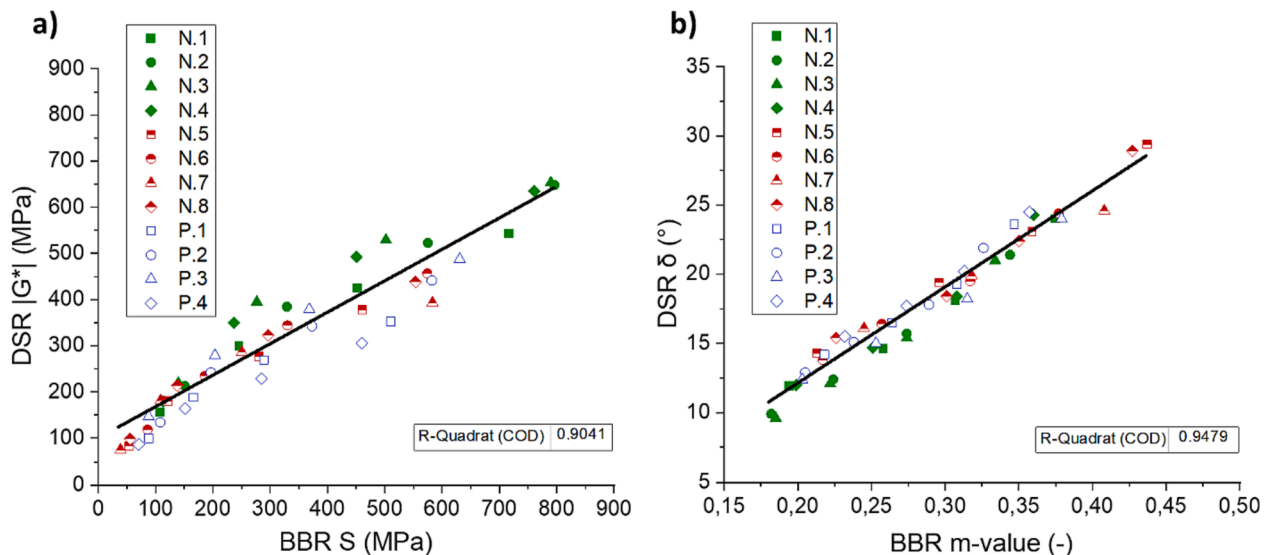 a)
N.1
N.2
N.3
N.4
N.5
N.6
N.7
N.8
P.1
P.2
P.3
P.4
900
800
700
600
500
400
300
200
100
0
DSR |G*| (MPa)
R-Quadrat (COD) 0.9041
0 100 200 300 400 500 600 700 800 900
BBR S (MPa)
b)
N.1
N.2
N.3
N.4
N.5
N.6
N.7
N.8
P.1
P.2
P.3
P.4
35
30
25
20
15
10
5
DSR δ (°)
R-Quadrat (COD) 0.9479
0,15 0,20 0,25 0,30 0,35 0,40 0,45 0,50
BBR m-value (-)